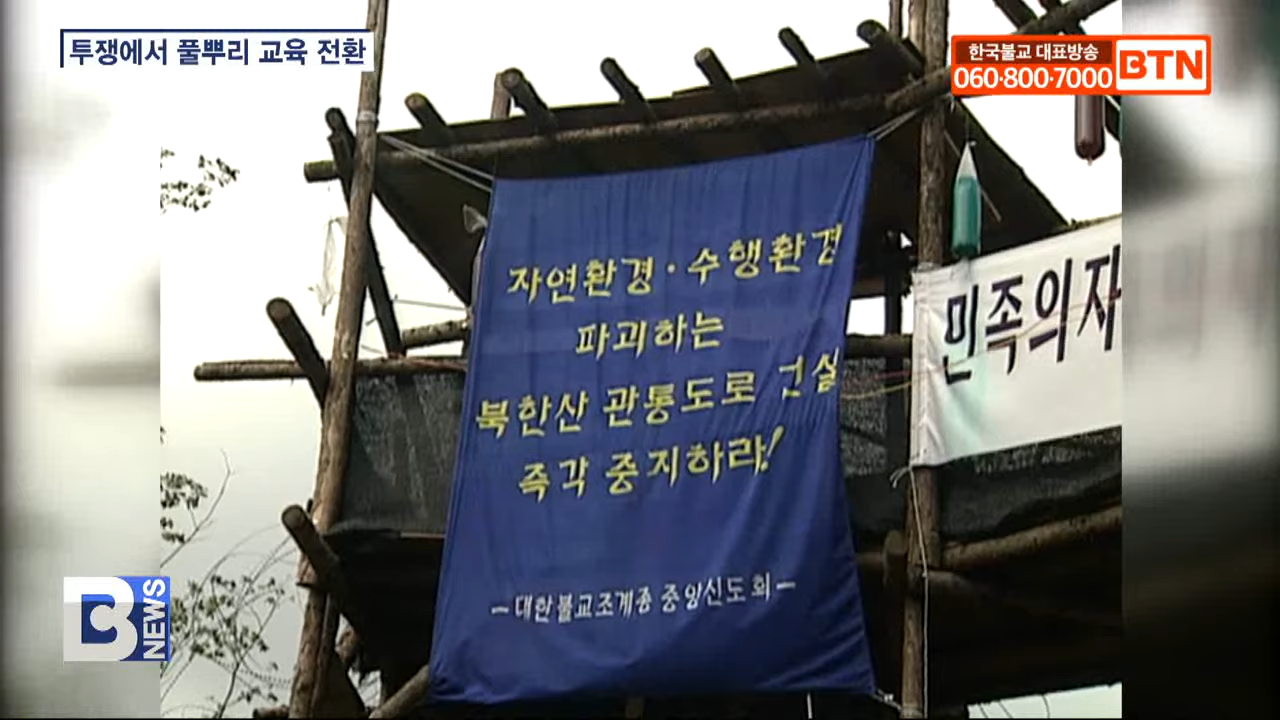 투쟁에서 풀뿌리 교육 전환
한국불교 대표방송
060·800·7000
BTN
자연환경·수행환경
파괴하는
북한산 관통도로 건설
즉각 중지하라!
-대한불교조계종 중앙신도회-
민족의자
B NEWS